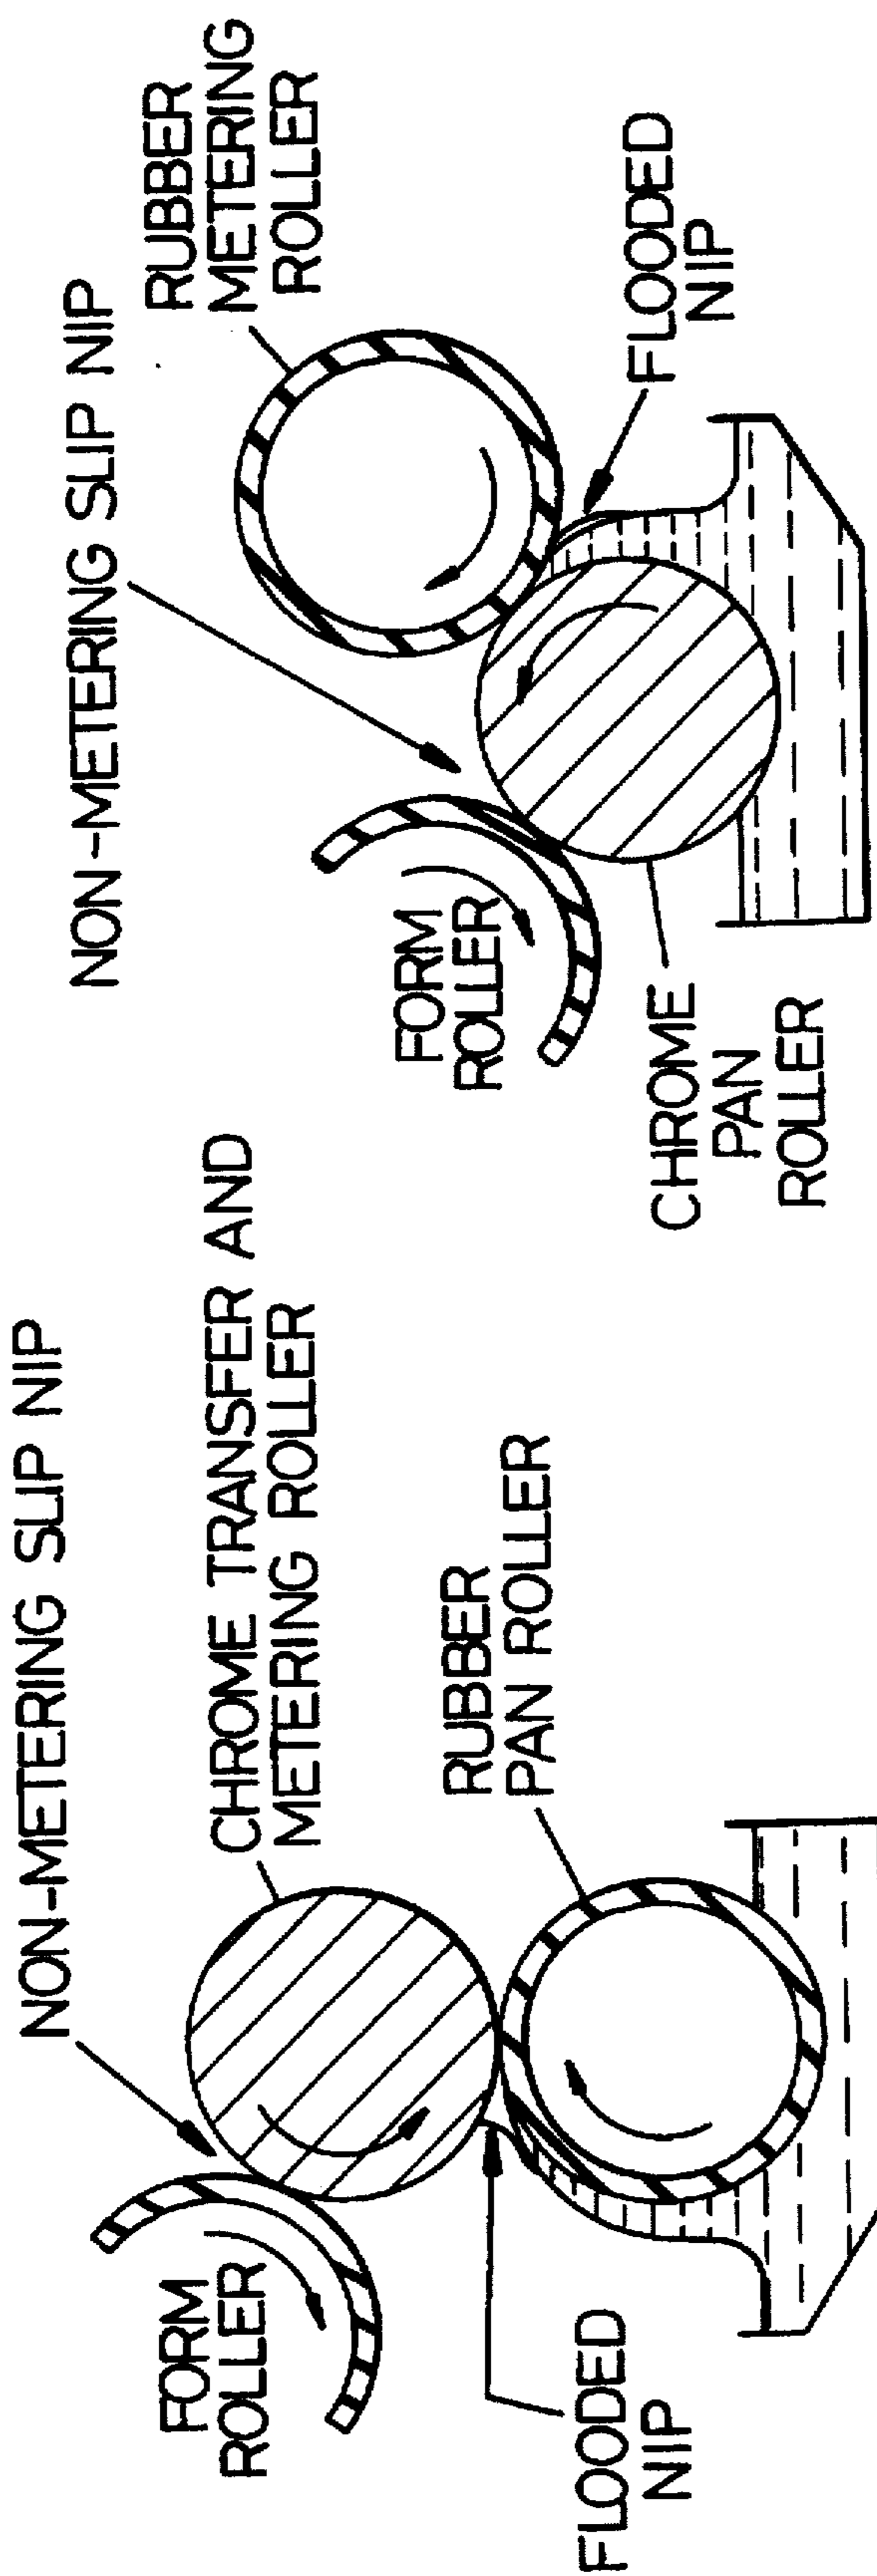 NON-METERING SLIP NIP
CHROME TRANSFER AND
METERING ROLLER
FORM
ROLLER
RUBBER
PAN ROLLER
FLOODED
NIP
NON-METERING SLIP NIP
RUBBER
METERING
ROLLER
FORM
ROLLER
FLOODED
NIP
CHROME
PAN
ROLLER